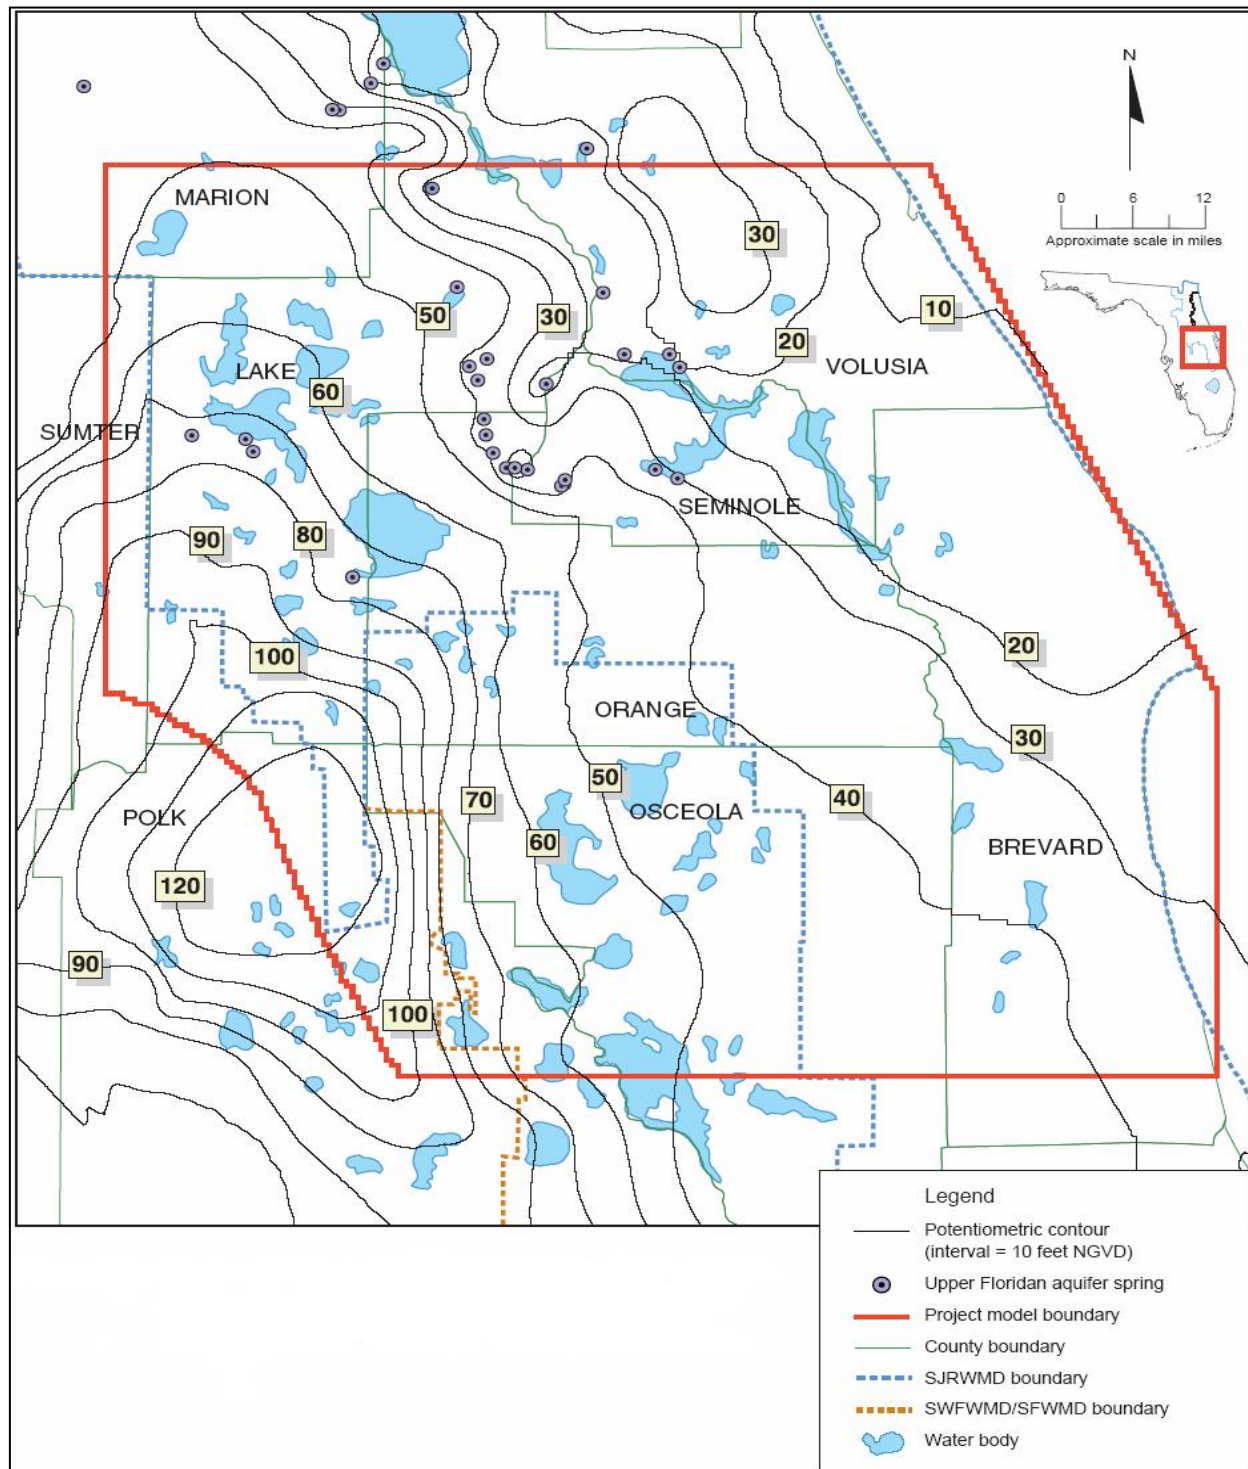 N
MARION
0 6 12
Approximate scale in miles
30
50
30
10
20
LAKE
VOLUSIA
60
SUMTER
SEMINOLE
90
80
100
20
ORANGE
30
50
70
40
POLK
OSCEOLA
60
BREVARD
120
90
100
Legend
Potentiometric contour
(interval = 10 feet NGVD)
Upper Floridan aquifer spring
Project model boundary
County boundary
SJRWMD boundary
SWFWMD/SFWMD boundary
Water body